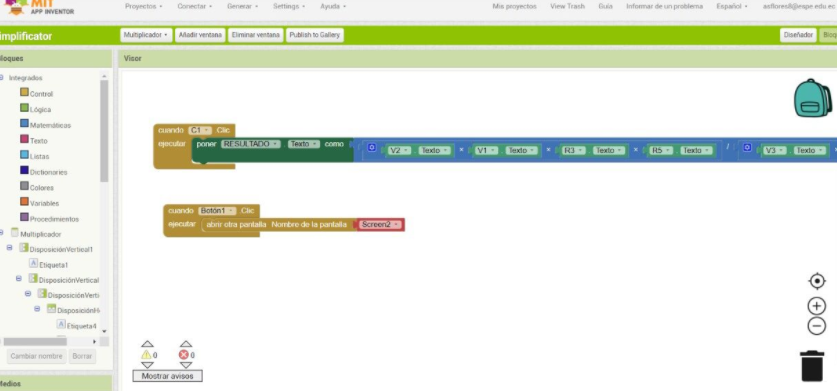 MIT
APP INVENTOR
Proyectos Conectar Generar Settings Ayuda
Mis proyectos View Trash Guía Informar de un problema Español asflores8@espe.edu.ec
implificator
Multiplicador Añadir ventana Eliminar ventana Publish to Gallery
Diseñador Bloq
Bloques
Visor
Integrados
Control
Lógica
Matemáticas
Texto
Listas
Dictionaries
Colores
Variables
Procedimientos
Multiplicador
DisposiciónVertical1
Etiqueta1
DisposiciónVertical
DisposiciónVerti
Etiqueta4
Cambiar nombre Borrar
Medios
cuando C1 .Clic
ejecutar poner RESULTADO . Texto como V2 . Texto × V1 . Texto × R3 . Texto × R5 . Texto / V3 . Texto ×
cuando Botón1 .Clic
ejecutar abrir otra pantalla Nombre de la pantalla Screen2
0 0
Mostrar avisos